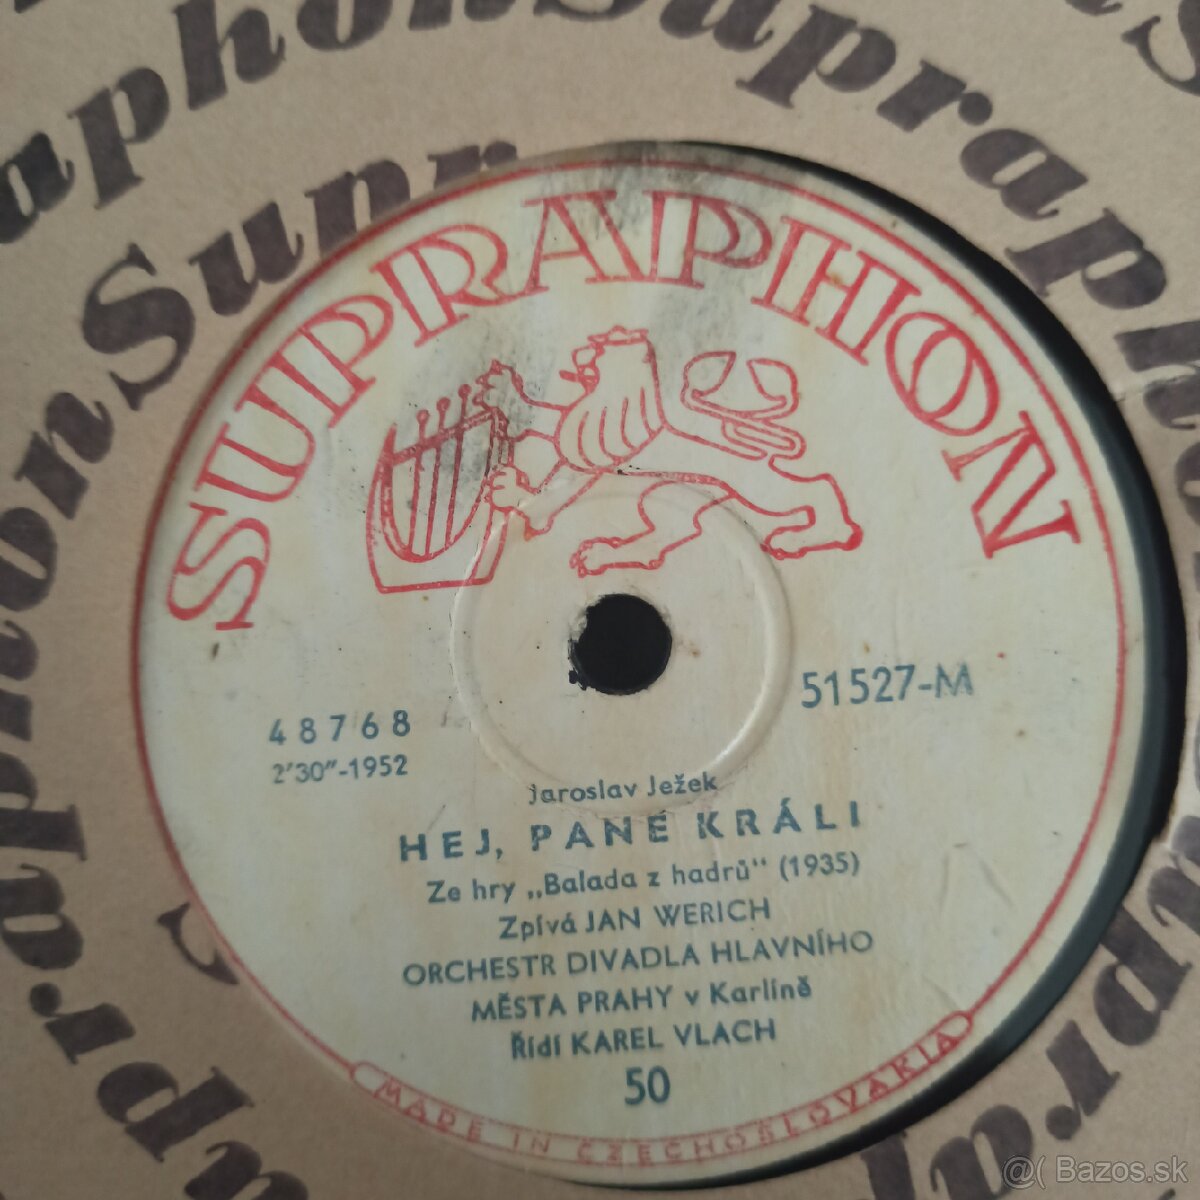 SupraphonSupraphon
SUPRAPHON
48768
51527-M
2'30"-1952
Jaroslav Ježek
HEJ, PANE KRÁLI
Ze hry „Balada z hadrů" (1935)
Zpívá JAN WERICH
ORCHESTR DIVADLA HLAVNÍHO
MĚSTA PRAHY v Karlíně
Řídí KAREL VLACH
50
MADE IN CZECHOSLOVAKIA
@( Bazos.sk